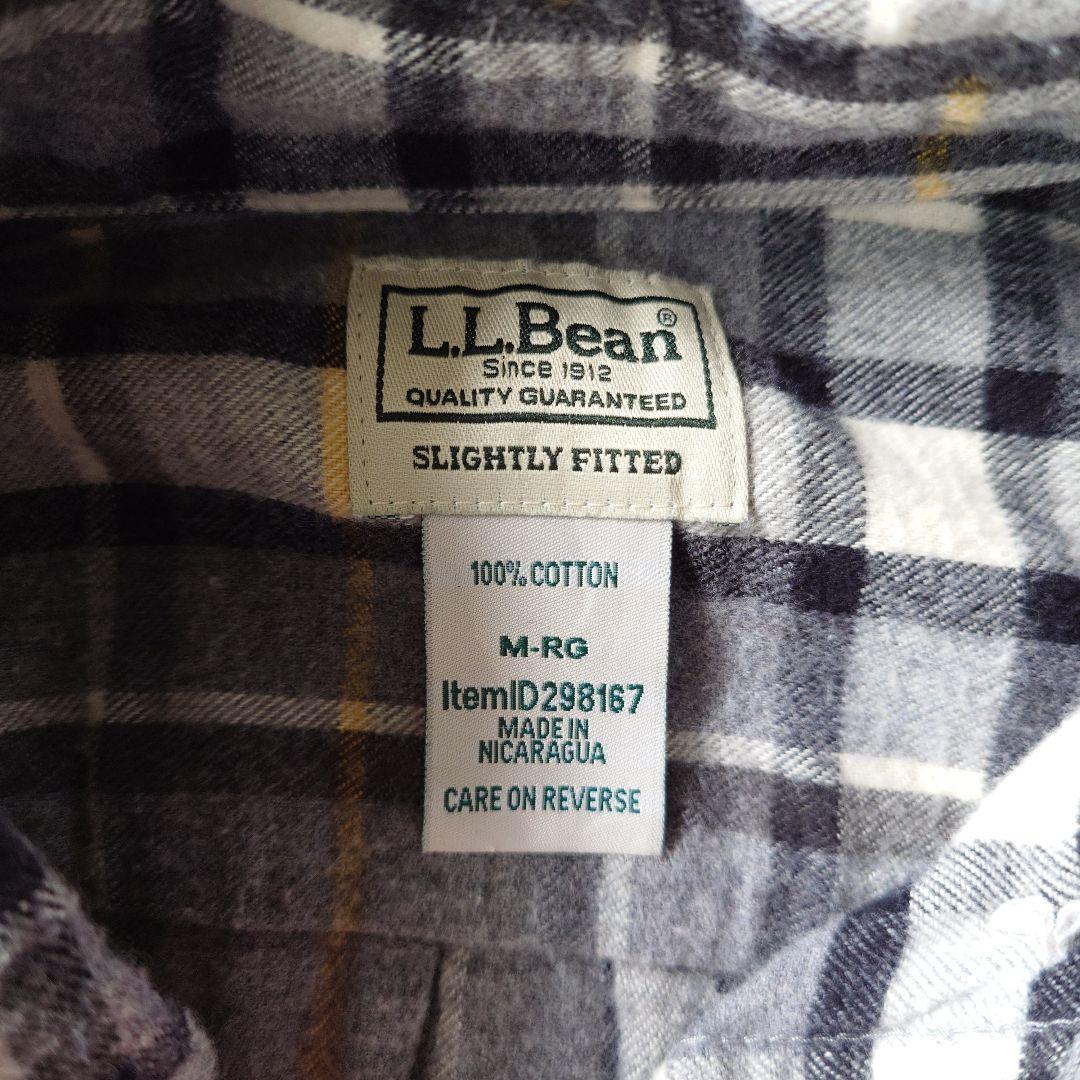 L.L.Bean®
Since 1912
QUALITY GUARANTEED
SLIGHTLY FITTED
100% COTTON
M-RG
ItemID298167
MADE IN
NICARAGUA
CARE ON REVERSE